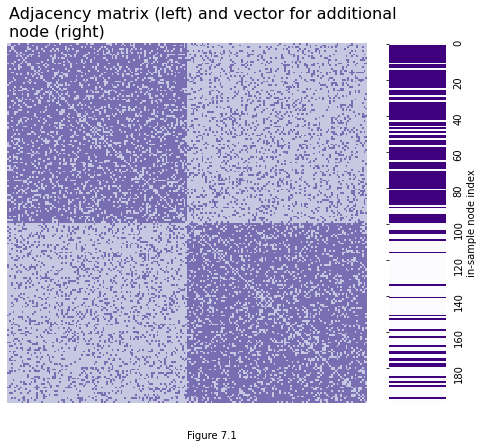 Adjacency matrix (left) and vector for additional
node (right)
0
20
40
60
80
100
120
140
160
180
in-sample node index
Figure 7.1